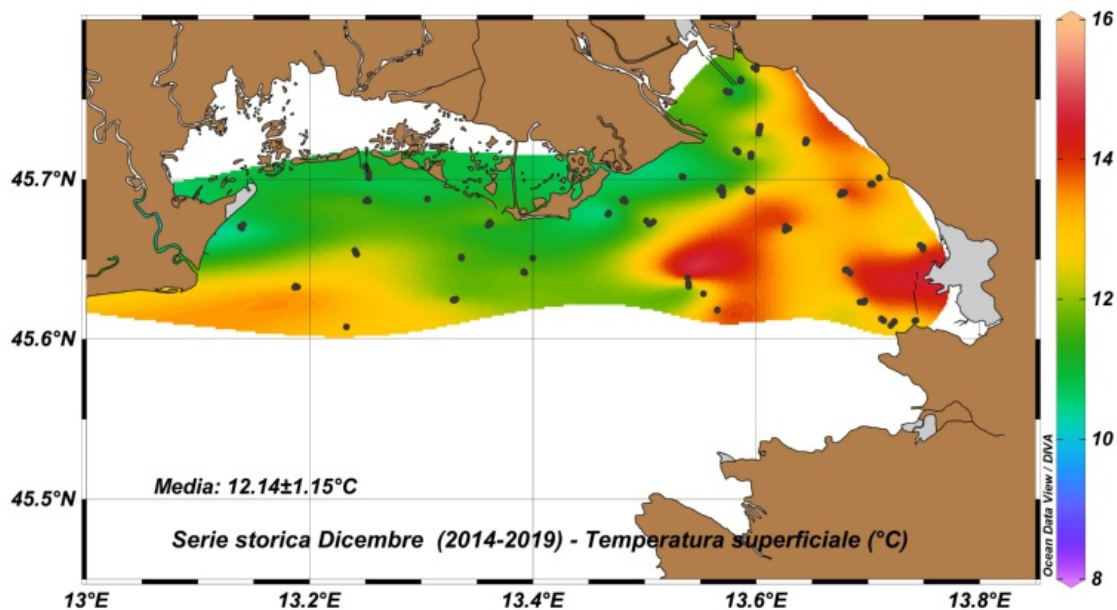 16
14
12
10
8
45.7°N
45.6°N
45.5°N
Media: 12.14±1.15°C
Serie storica Dicembre (2014-2019) - Temperatura superficiale (°C)
Ocean Data View / DIVA
13°E 13.2°E 13.4°E 13.6°E 13.8°E